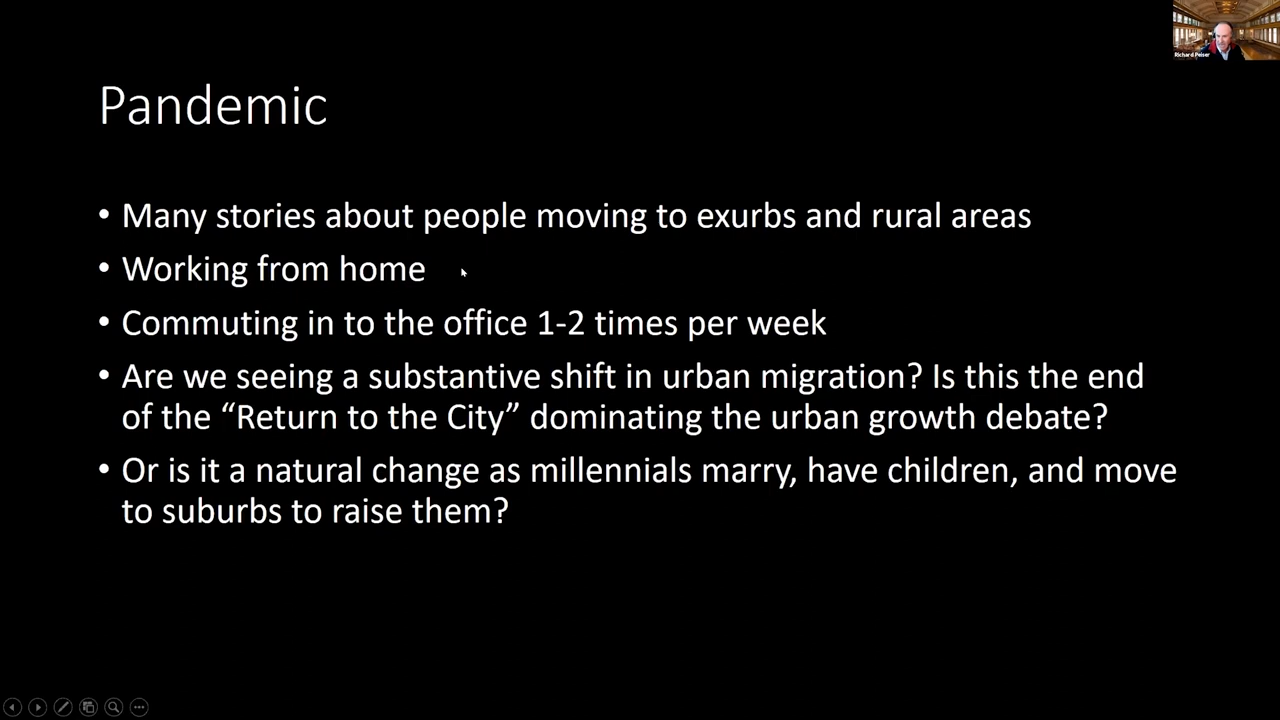 Richard Peiser
Pandemic
• Many stories about people moving to exurbs and rural areas
• Working from home
• Commuting in to the office 1-2 times per week
• Are we seeing a substantive shift in urban migration? Is this the end
of the “Return to the City” dominating the urban growth debate?
• Or is it a natural change as millennials marry, have children, and move
to suburbs to raise them?